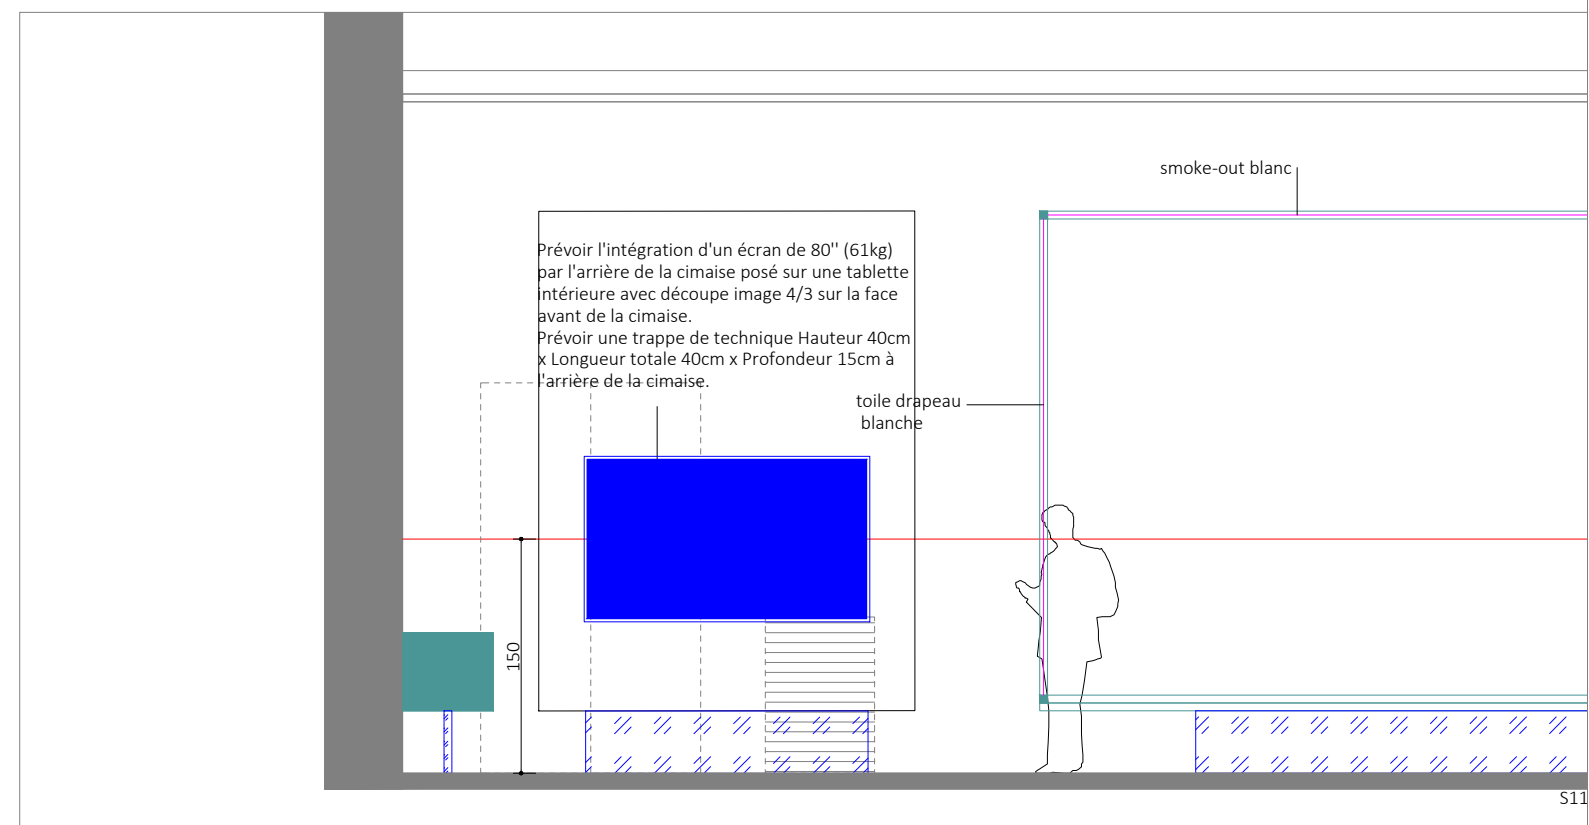 smoke-out blanc
Prévoir l'intégration d'un écran de 80'' (61kg)
par l'arrière de la cimaise posé sur une tablette
intérieure avec découpe image 4/3 sur la face
avant de la cimaise.
Prévoir une trappe de technique Hauteur 40cm
x Longueur totale 40cm x Profondeur 15cm à
l'arrière de la cimaise.
toile drapeau
blanche
150
S11